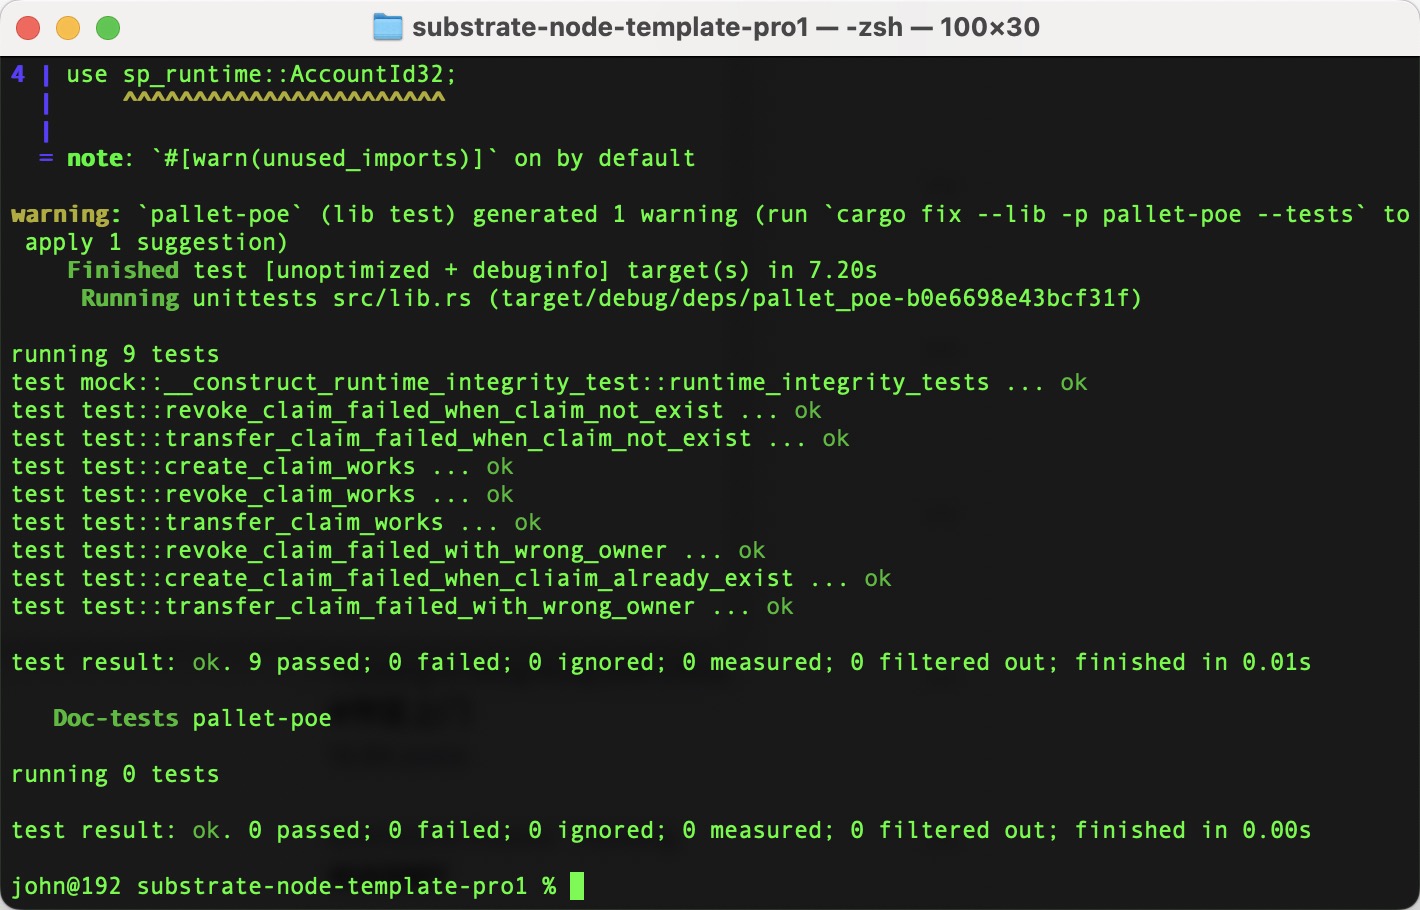 substrate-node-template-pro1 — -zsh — 100×30
4 | use sp_runtime::AccountId32;
  |     ^^^^^^^^^^^^^^^^^^^^^^^
  |
  = note: `#[warn(unused_imports)]` on by default
warning: `pallet-poe` (lib test) generated 1 warning (run `cargo fix --lib -p pallet-poe --tests` to
 apply 1 suggestion)
    Finished test [unoptimized + debuginfo] target(s) in 7.20s
     Running unittests src/lib.rs (target/debug/deps/pallet_poe-b0e6698e43bcf31f)
running 9 tests
test mock::__construct_runtime_integrity_test::runtime_integrity_tests ... ok
test test::revoke_claim_failed_when_claim_not_exist ... ok
test test::transfer_claim_failed_when_claim_not_exist ... ok
test test::create_claim_works ... ok
test test::revoke_claim_works ... ok
test test::transfer_claim_works ... ok
test test::revoke_claim_failed_with_wrong_owner ... ok
test test::create_claim_failed_when_cliaim_already_exist ... ok
test test::transfer_claim_failed_with_wrong_owner ... ok
test result: ok. 9 passed; 0 failed; 0 ignored; 0 measured; 0 filtered out; finished in 0.01s
   Doc-tests pallet-poe
running 0 tests
test result: ok. 0 passed; 0 failed; 0 ignored; 0 measured; 0 filtered out; finished in 0.00s
john@192 substrate-node-template-pro1 %